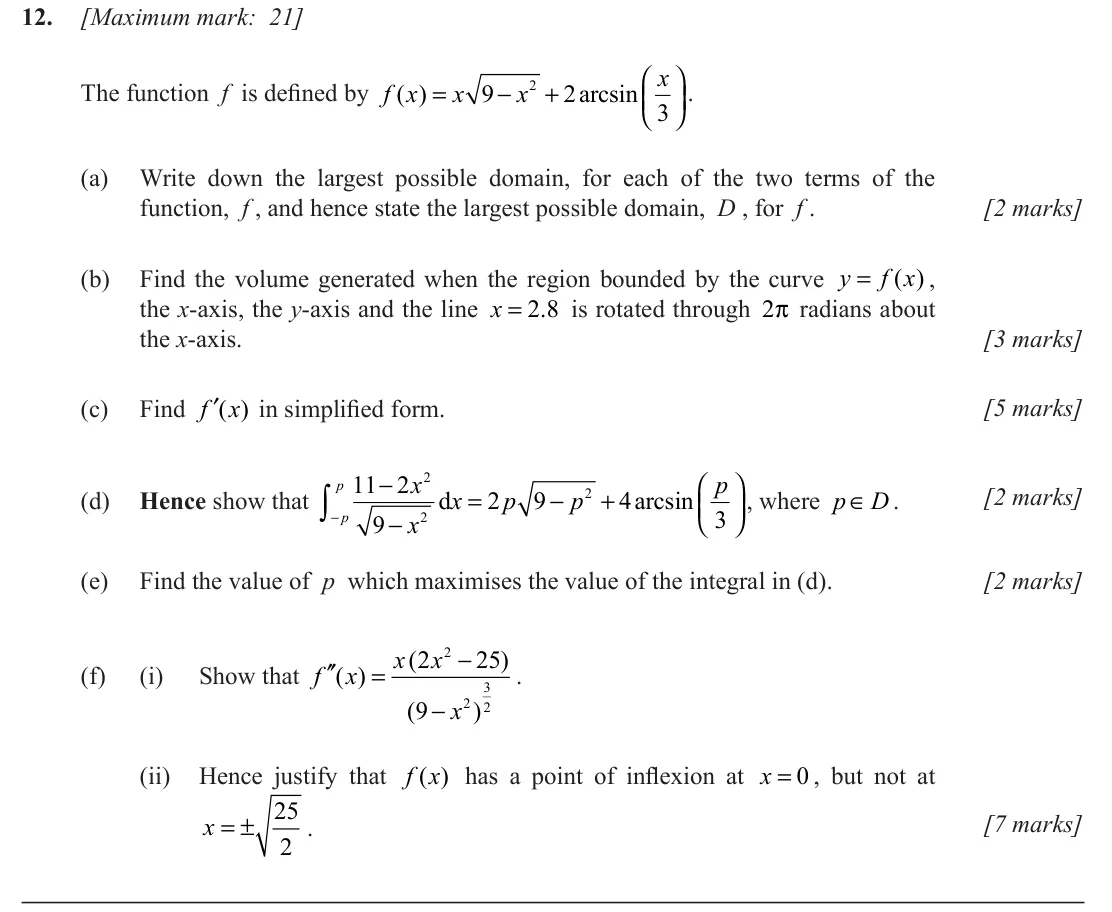 12. [Maximum mark: 21]
The function f is defined by f(x) = x√(9 − x²) + 2 arcsin(x/3).
(a) Write down the largest possible domain, for each of the two terms of the
function, f, and hence state the largest possible domain, D, for f. [2 marks]
(b) Find the volume generated when the region bounded by the curve y = f(x),
the x-axis, the y-axis and the line x = 2.8 is rotated through 2π radians about
the x-axis. [3 marks]
(c) Find f′(x) in simplified form. [5 marks]
(d) Hence show that ∫₋ₚᵖ (11 − 2x²)/√(9 − x²) dx = 2p√(9 − p²) + 4 arcsin(p/3), where p ∈ D. [2 marks]
(e) Find the value of p which maximises the value of the integral in (d). [2 marks]
(f) (i) Show that f″(x) = x(2x² − 25)/(9 − x²)^(3/2).
(ii) Hence justify that f(x) has a point of inflexion at x = 0, but not at
x = ±√(25/2). [7 marks]